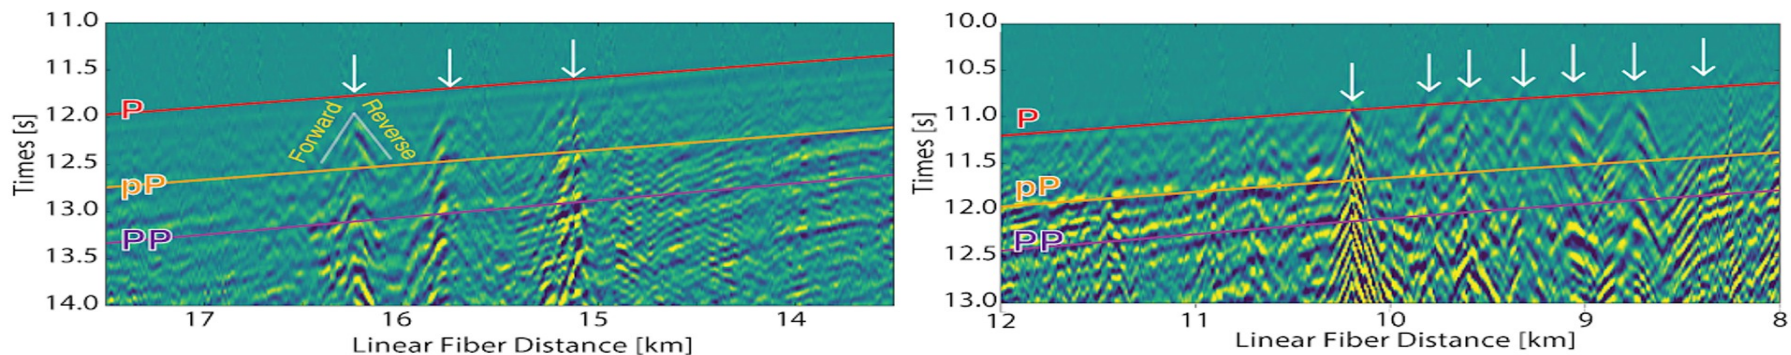 11.0
11.5
12.0
12.5
13.0
13.5
14.0
Times [s]
P
pP
PP
Forward
Reverse
17
16
15
14
Linear Fiber Distance [km]
10.0
10.5
11.0
11.5
12.0
12.5
13.0
Times [s]
P
pP
PP
12
11
10
9
8
Linear Fiber Distance [km]